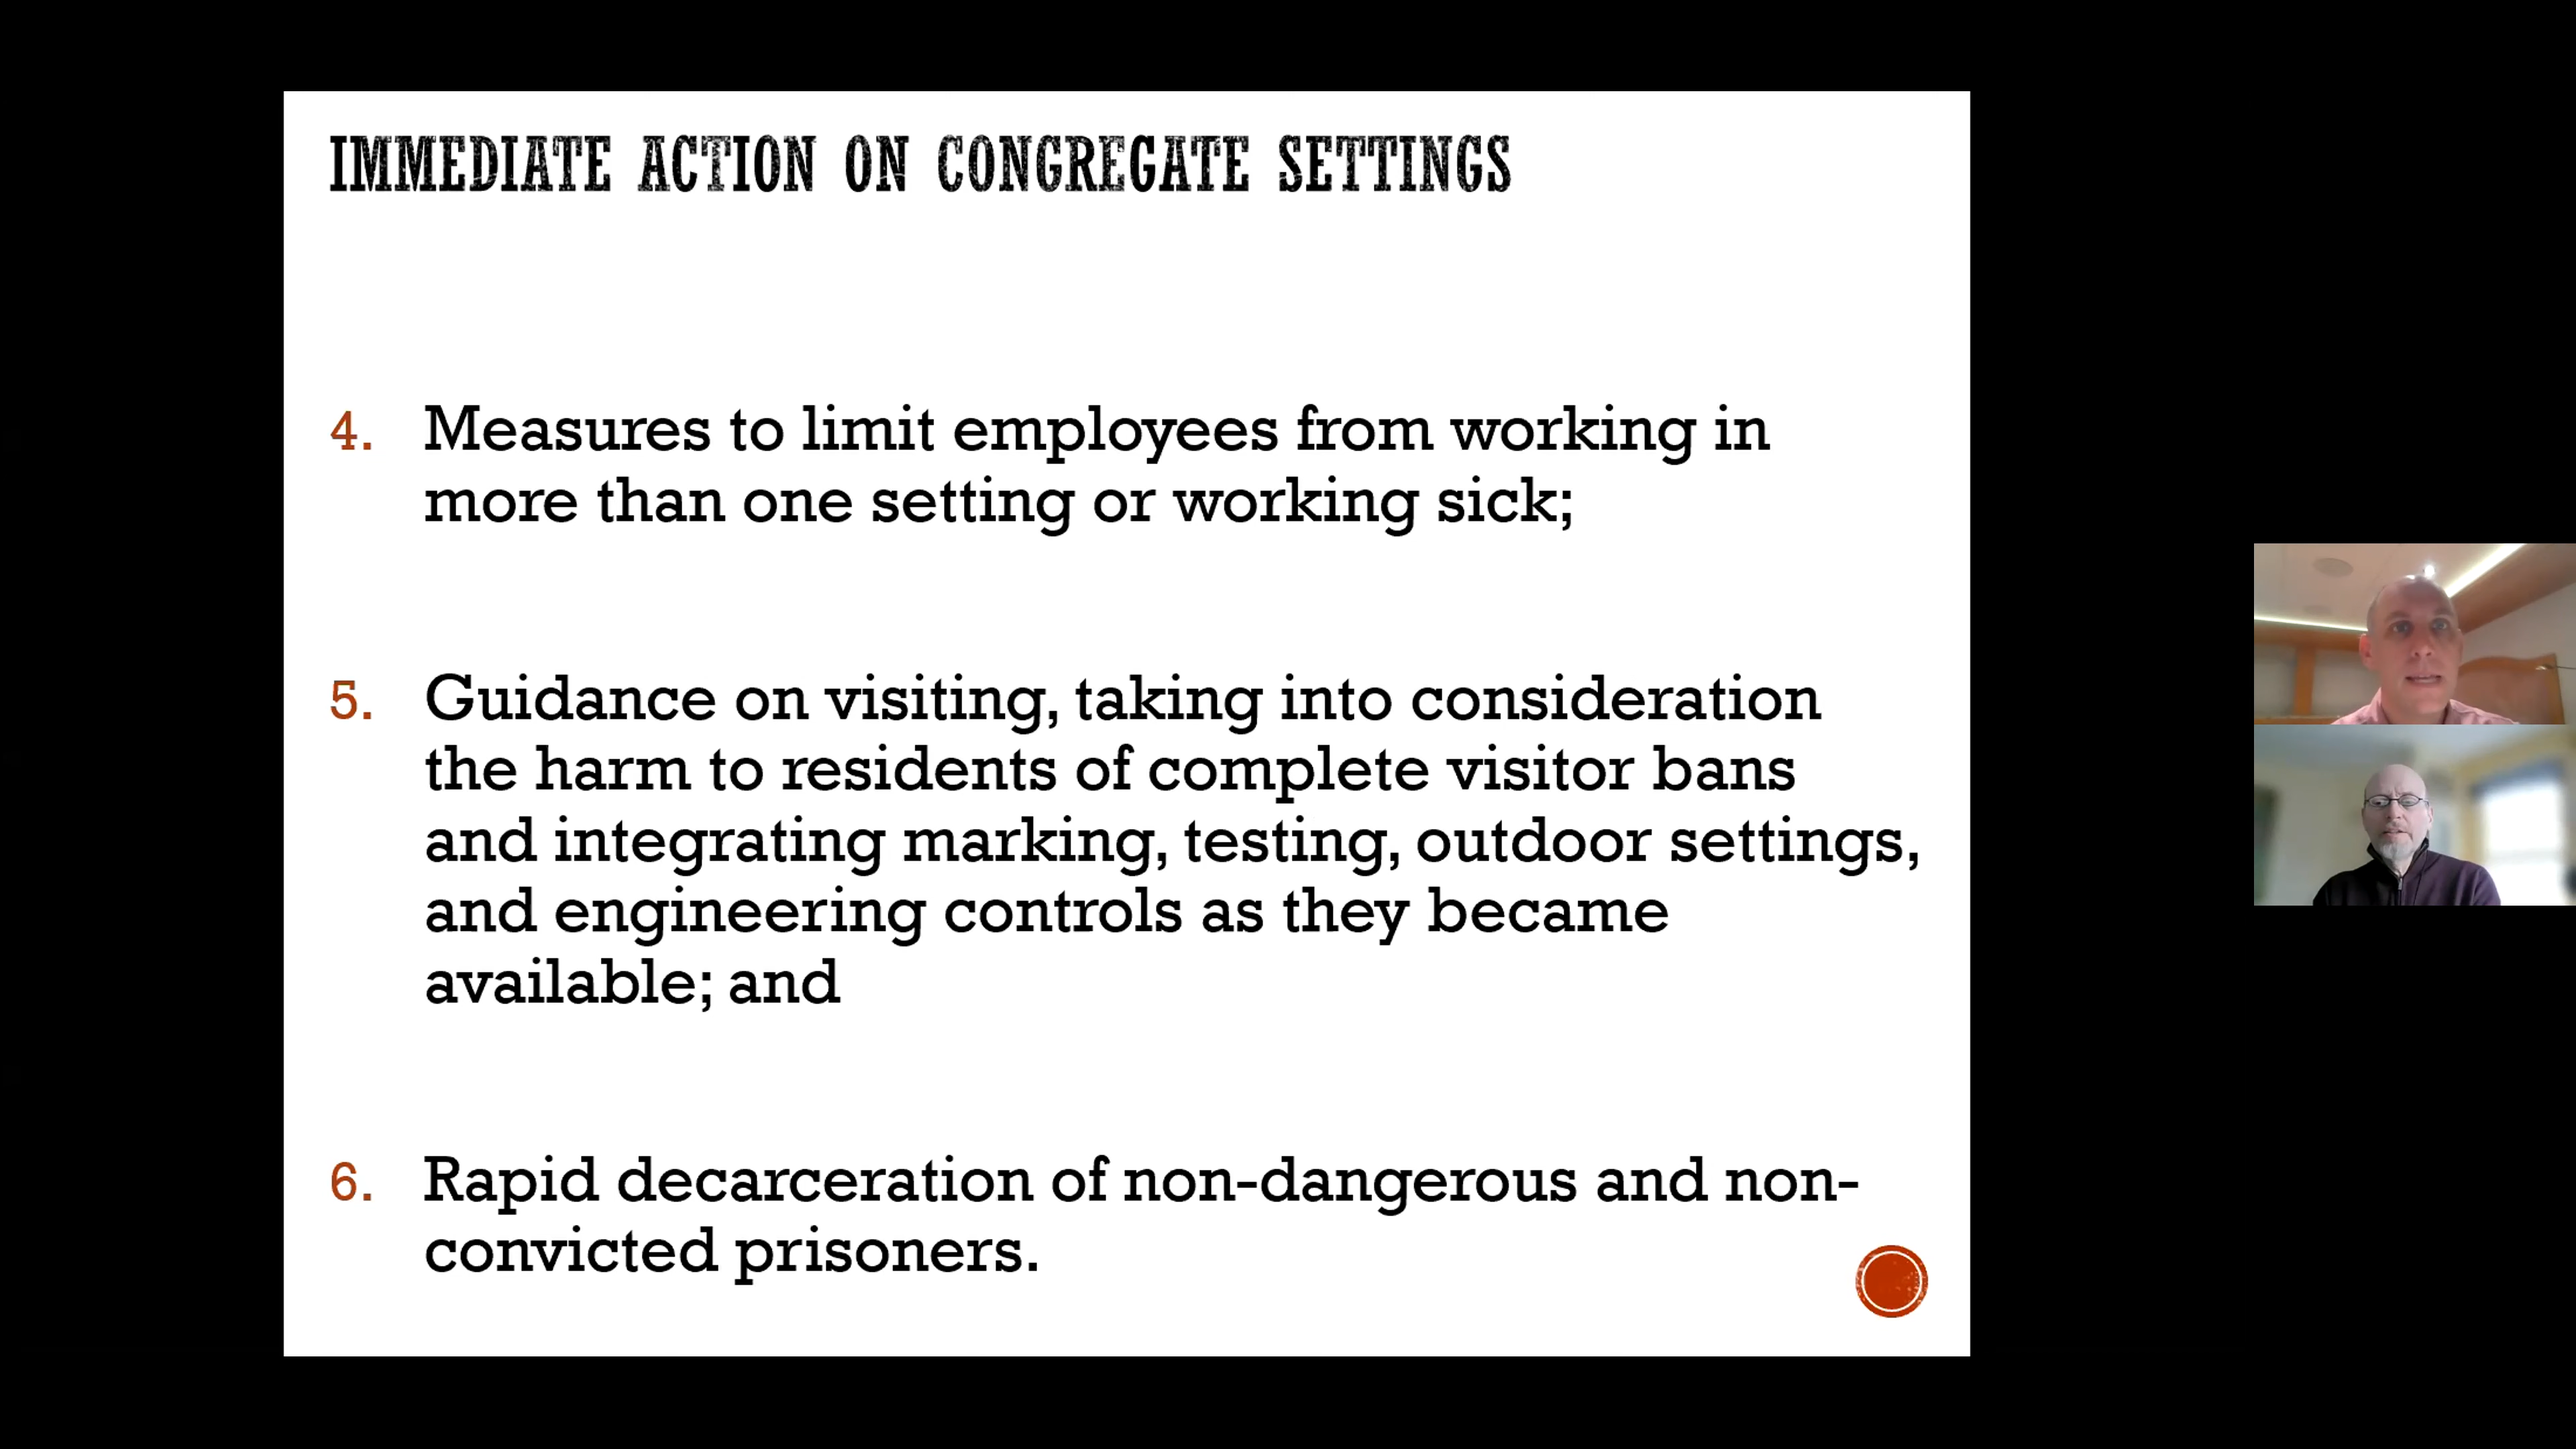 IMMEDIATE ACTION ON CONGREGATE SETTINGS
4. Measures to limit employees from working in
more than one setting or working sick;
5. Guidance on visiting, taking into consideration
the harm to residents of complete visitor bans
and integrating marking, testing, outdoor settings,
and engineering controls as they became
available; and
6. Rapid decarceration of non-dangerous and non-
convicted prisoners.